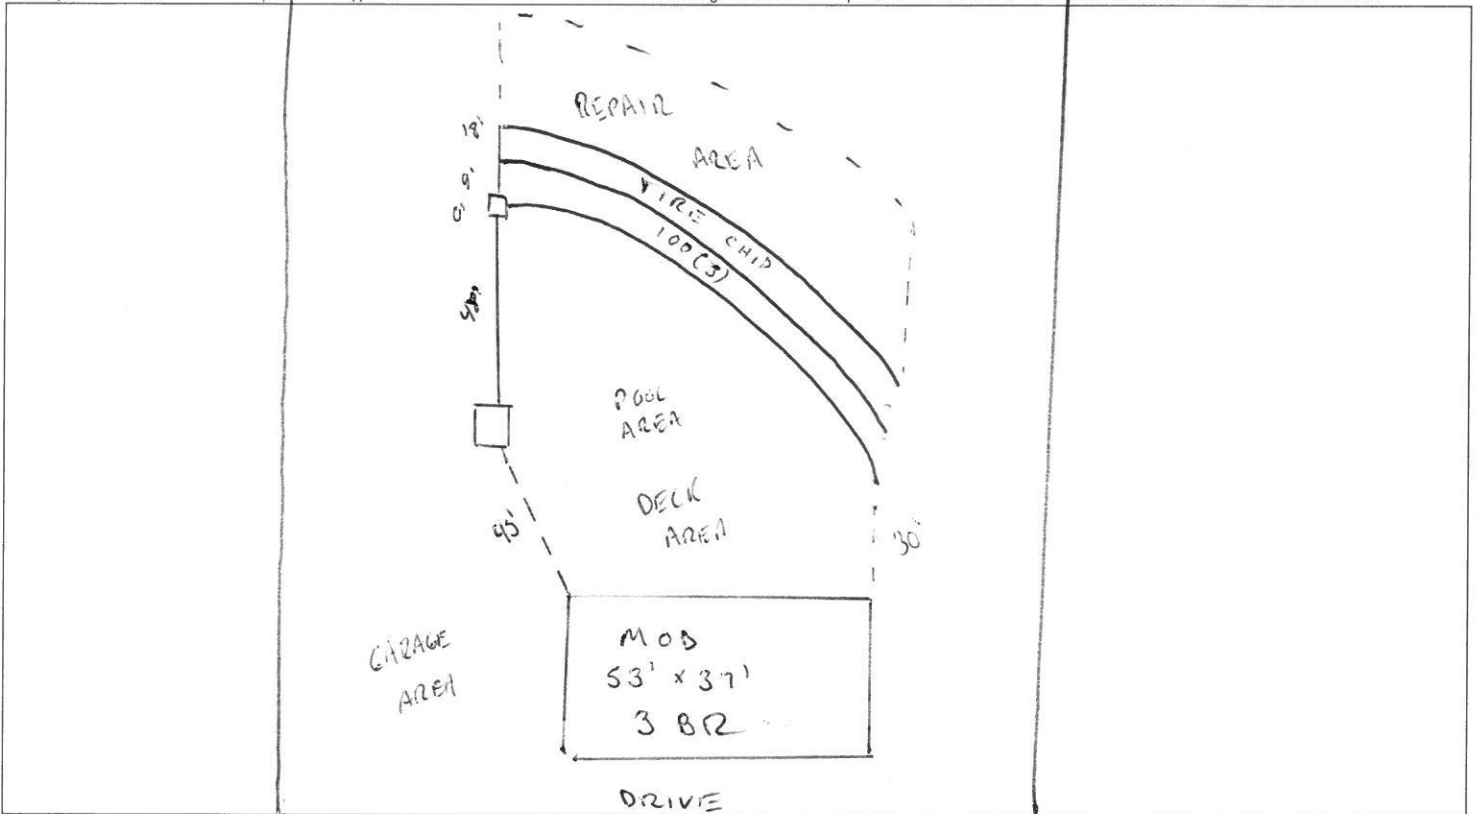 REPAIR
AREA
18'
9'
0'
TIRE CHIP
100(3)
POOL
AREA
DECK
AREA
45'
30'
GARAGE
AREA
MOB
53' x 37'
3 BR
DRIVE